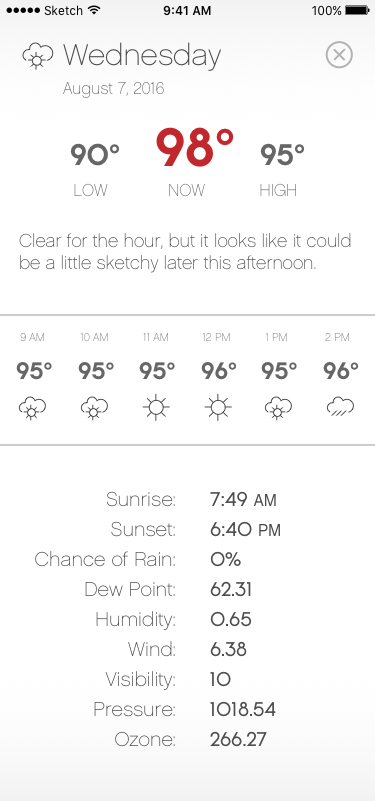 Sketch 9:41 AM 100%
Wednesday
August 7, 2016
90° 98° 95°
LOW NOW HIGH
Clear for the hour, but it looks like it could
be a little sketchy later this afternoon.
9 AM 10 AM 11 AM 12 PM 1 PM 2 PM
95° 95° 95° 96° 95° 96°
Sunrise: 7:49 AM
Sunset: 6:40 PM
Chance of Rain: 0%
Dew Point: 62.31
Humidity: 0.65
Wind: 6.38
Visibility: 10
Pressure: 1018.54
Ozone: 266.27